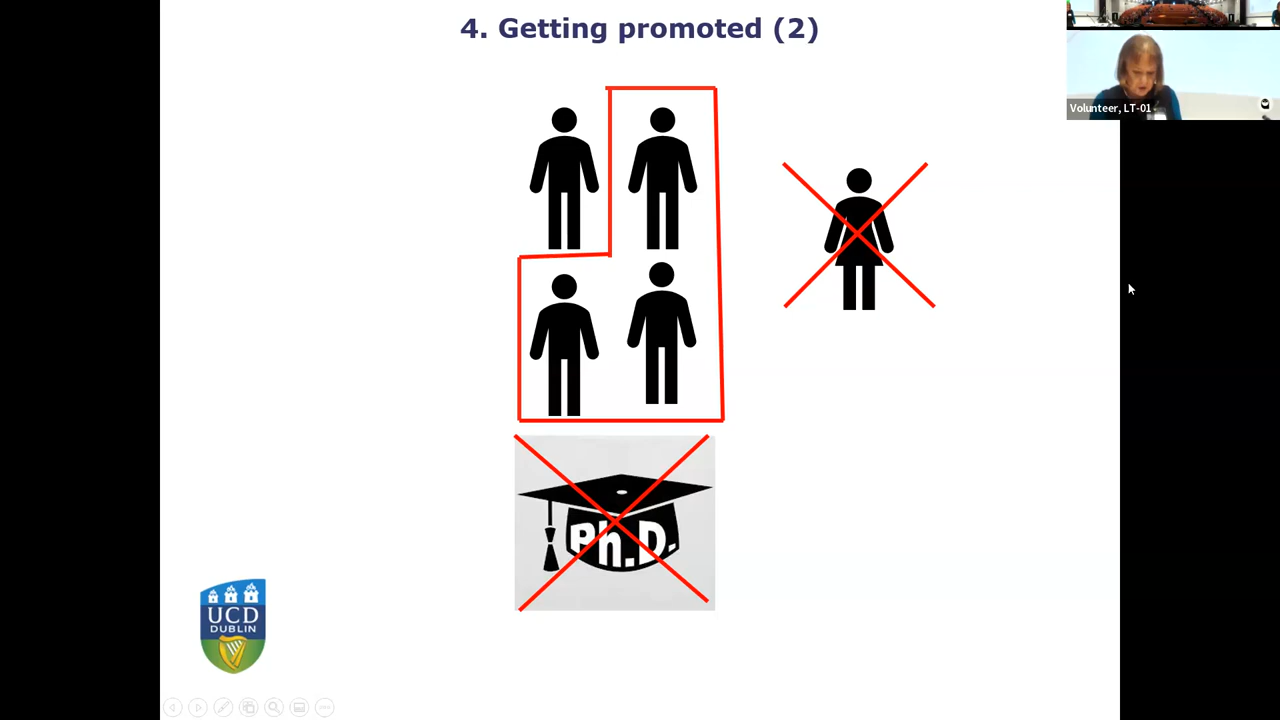 4. Getting promoted (2)
Volunteer, LT-01
Ph.D.
UCD
DUBLIN